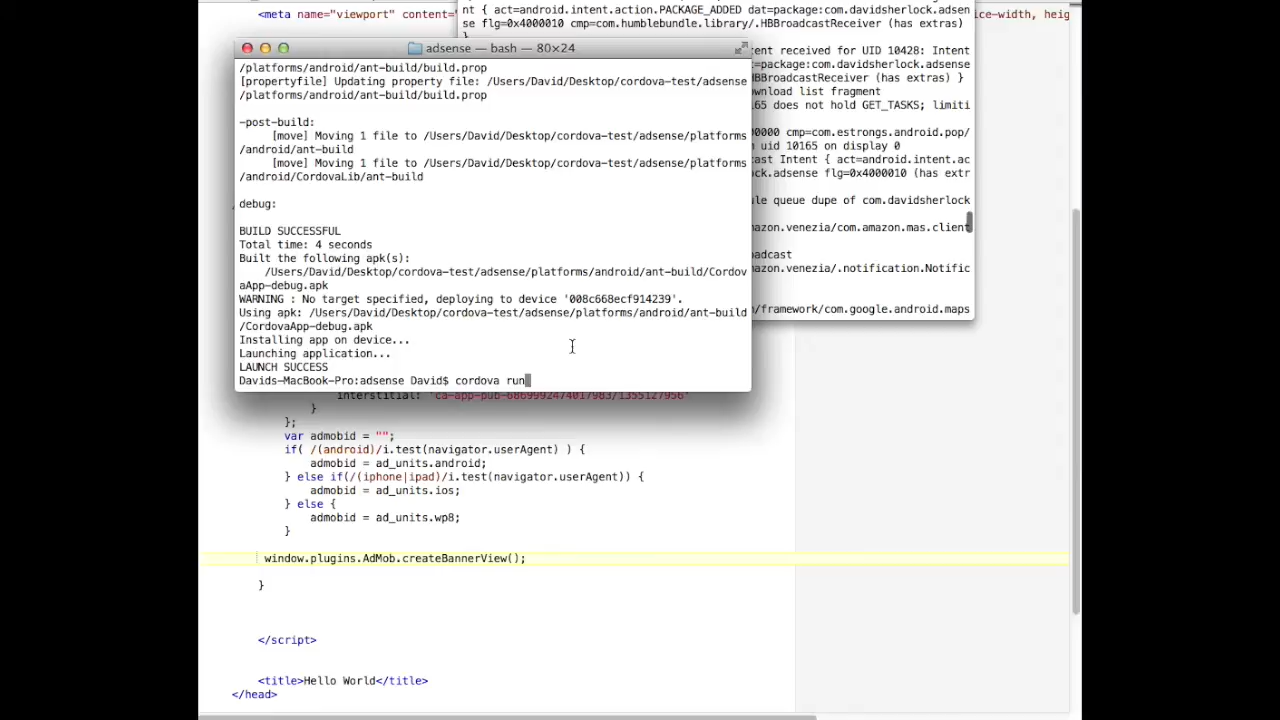 <meta name="viewport" content=
ice-width, heig
nt { act=android.intent.action.PACKAGE_ADDED dat=package:com.davidsherlock.adsen
se flg=0x4000010 cmp=com.humblebundle.library/.HBBroadcastReceiver (has extras)
}
adsense — bash — 80×24
tent received for UID 10428: Intent
/platforms/android/ant-build/build.prop
=package:com.davidsherlock.adsense
[propertyfile] Updating property file: /Users/David/Desktop/cordova-test/adsense
HBBroadcastReceiver (has extras) }
/platforms/android/ant-build/build.prop
wnload list fragment
65 does not hold GET_TASKS; limiti
-post-build:
[move] Moving 1 file to /Users/David/Desktop/cordova-test/adsense/platforms
0000 cmp=com.estrongs.android.pop/
/android/ant-build
n uid 10165 on display 0
[move] Moving 1 file to /Users/David/Desktop/cordova-test/adsense/platforms
cast Intent { act=android.intent.ac
/android/CordovaLib/ant-build
lock.adsense flg=0x4000010 (has extr
debug:
le queue dupe of com.davidsherlock
BUILD SUCCESSFUL
azon.venezia/com.amazon.mas.client
Total time: 4 seconds
Built the following apk(s):
oadcast
/Users/David/Desktop/cordova-test/adsense/platforms/android/ant-build/Cordov
azon.venezia/.notification.Notific
aApp-debug.apk
WARNING : No target specified, deploying to device '008c668ecf914239'.
Using apk: /Users/David/Desktop/cordova-test/adsense/platforms/android/ant-build
m/framework/com.google.android.maps
/CordovaApp-debug.apk
Installing app on device...
Launching application...
LAUNCH SUCCESS
Davids-MacBook-Pro:adsense David$ cordova run
interstitial: 'ca-app-pub-6869992474017983/1355127956'
}
};
var admobid = "";
if( /(android)/i.test(navigator.userAgent) ) {
admobid = ad_units.android;
} else if(/(iphone|ipad)/i.test(navigator.userAgent)) {
admobid = ad_units.ios;
} else {
admobid = ad_units.wp8;
}
window.plugins.AdMob.createBannerView();
}
</script>
<title>Hello World</title>
</head>